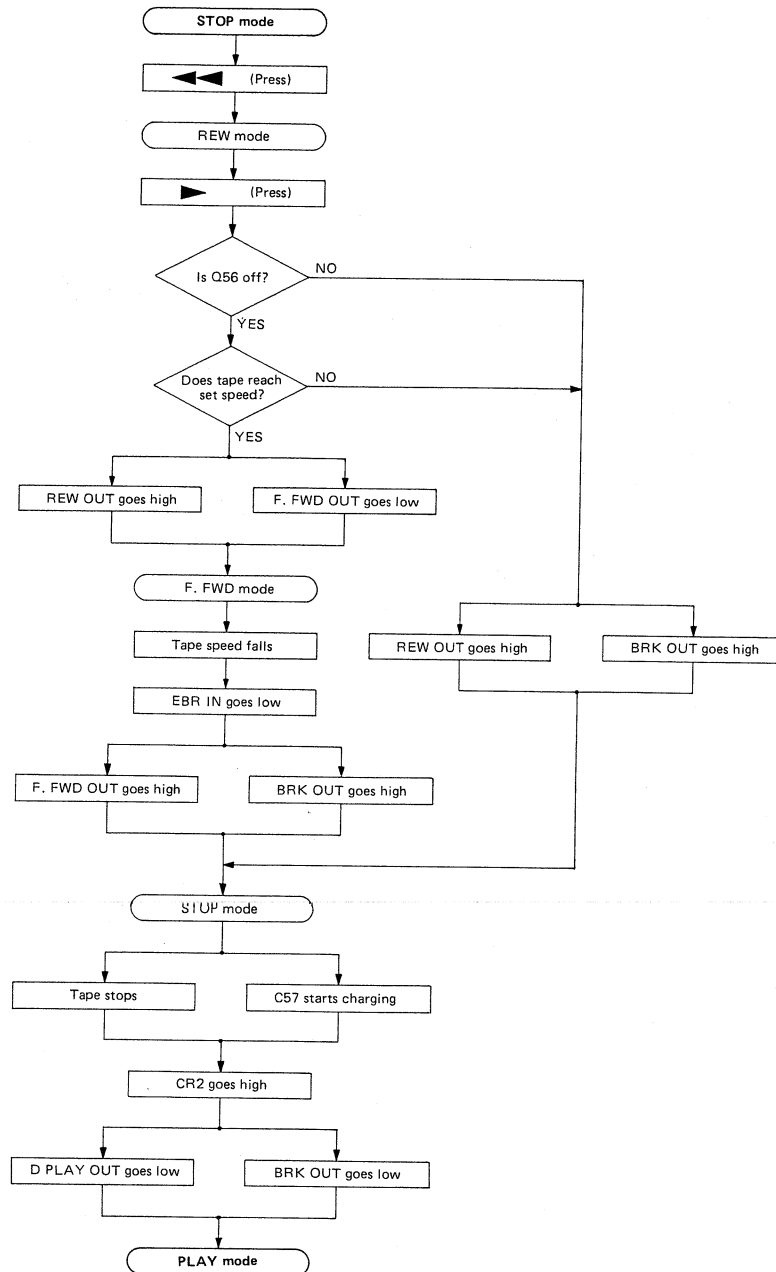 STOP mode
(Press)
REW mode
(Press)
Is Q56 off?
NO
YES
Does tape reach
set speed?
NO
YES
REW OUT goes high
F. FWD OUT goes low
F. FWD mode
Tape speed falls
REW OUT goes high
BRK OUT goes high
EBR IN goes low
F. FWD OUT goes high
BRK OUT goes high
STOP mode
Tape stops
C57 starts charging
CR2 goes high
D PLAY OUT goes low
BRK OUT goes low
PLAY mode